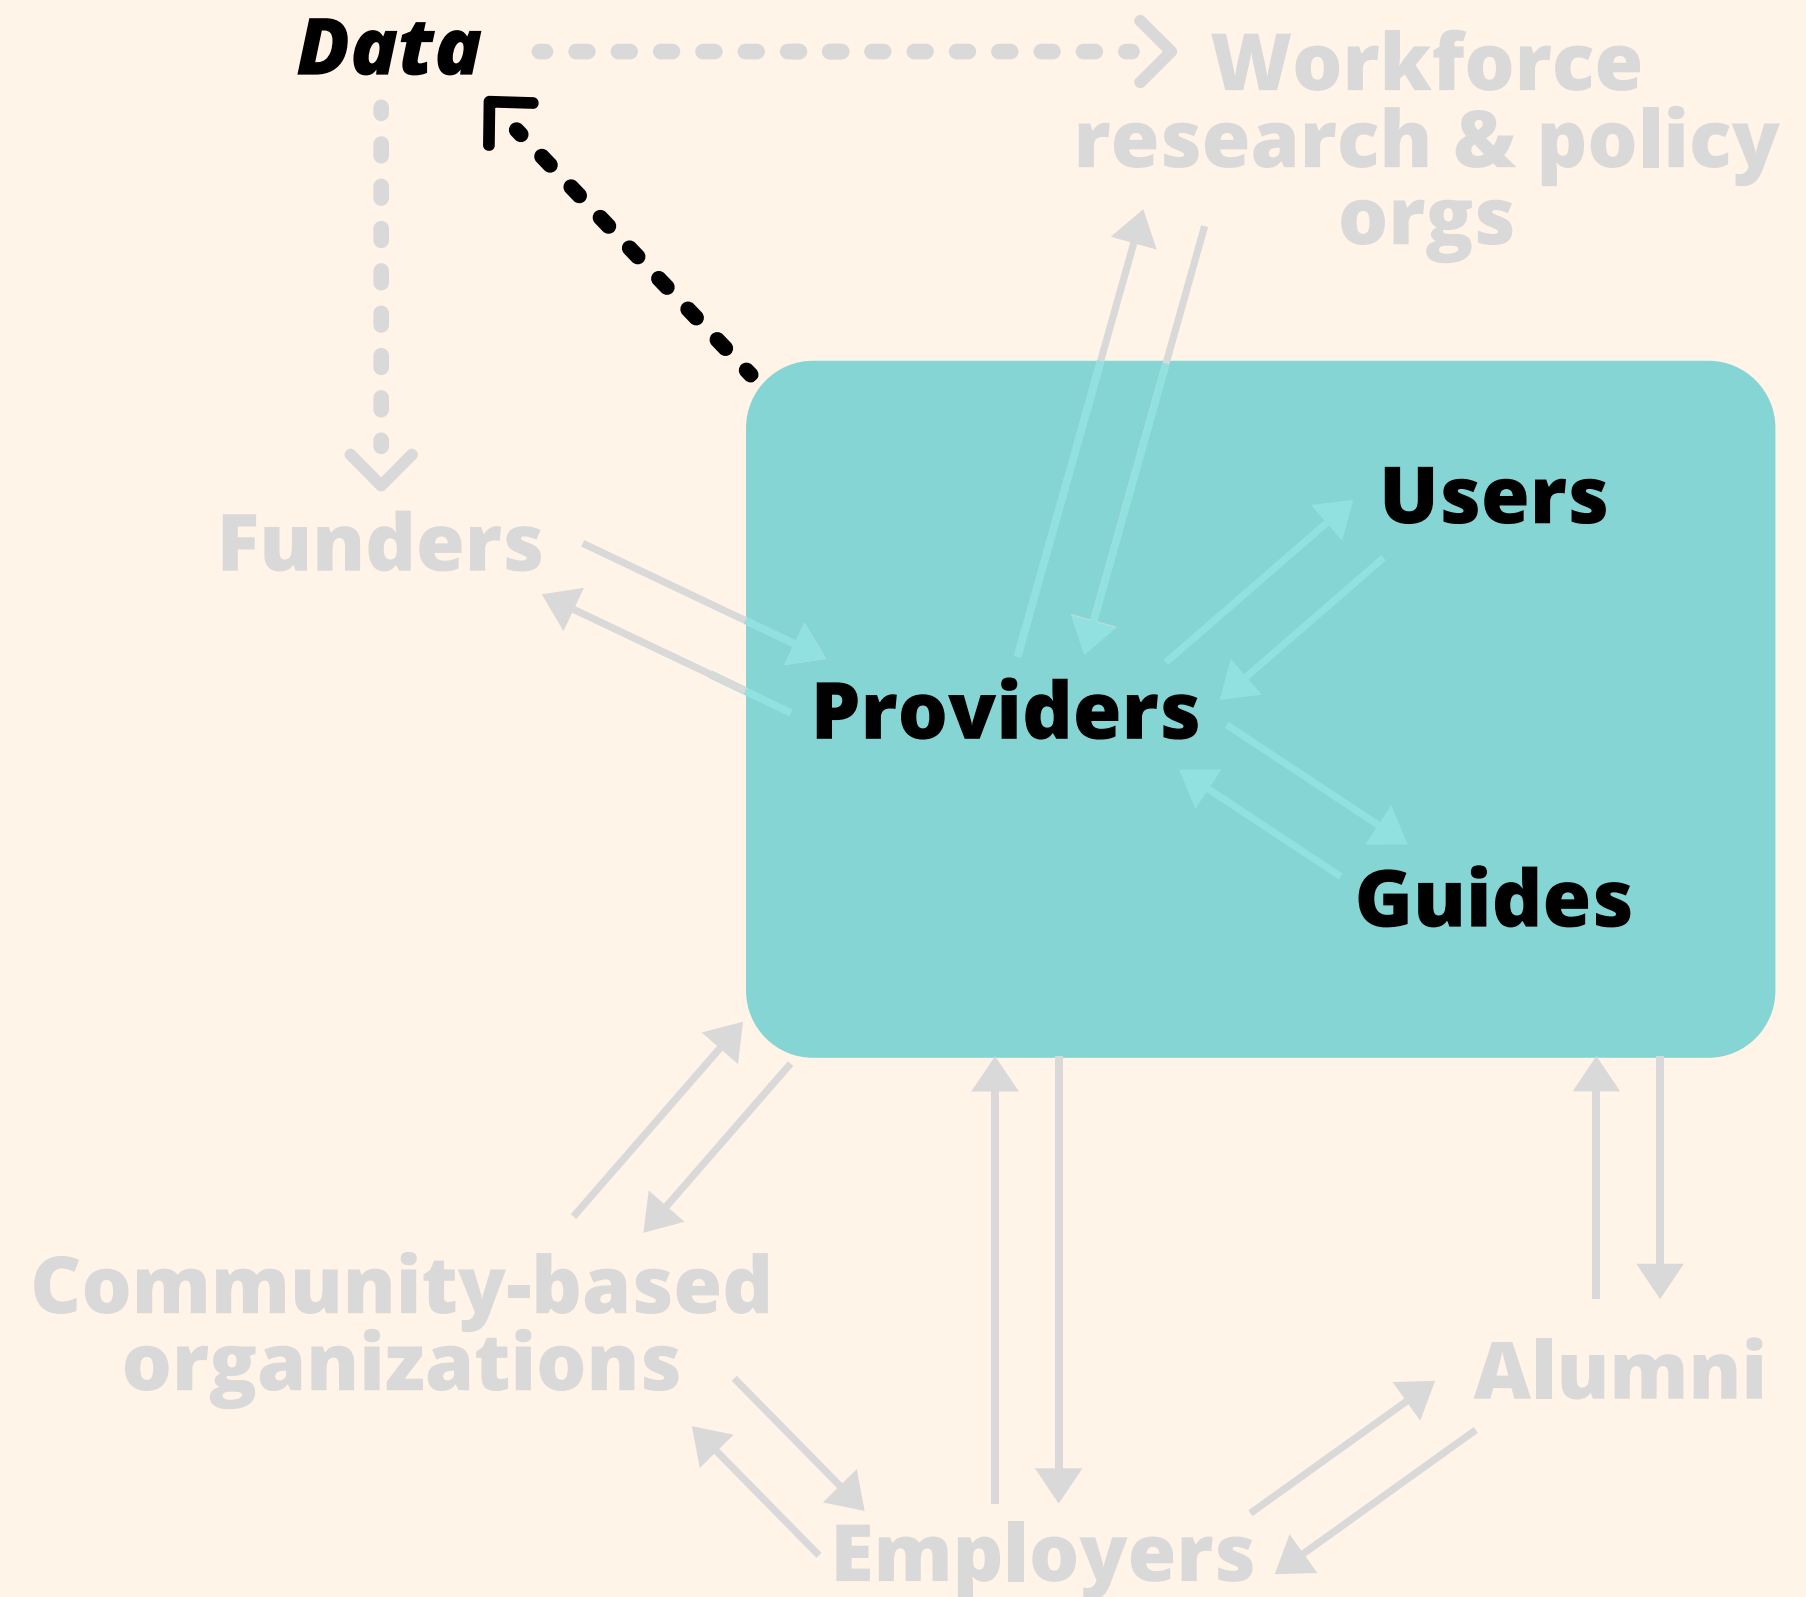 Data
Workforce
research & policy
orgs
Users
Funders
Providers
Guides
Community-based
organizations
Alumni
Employers